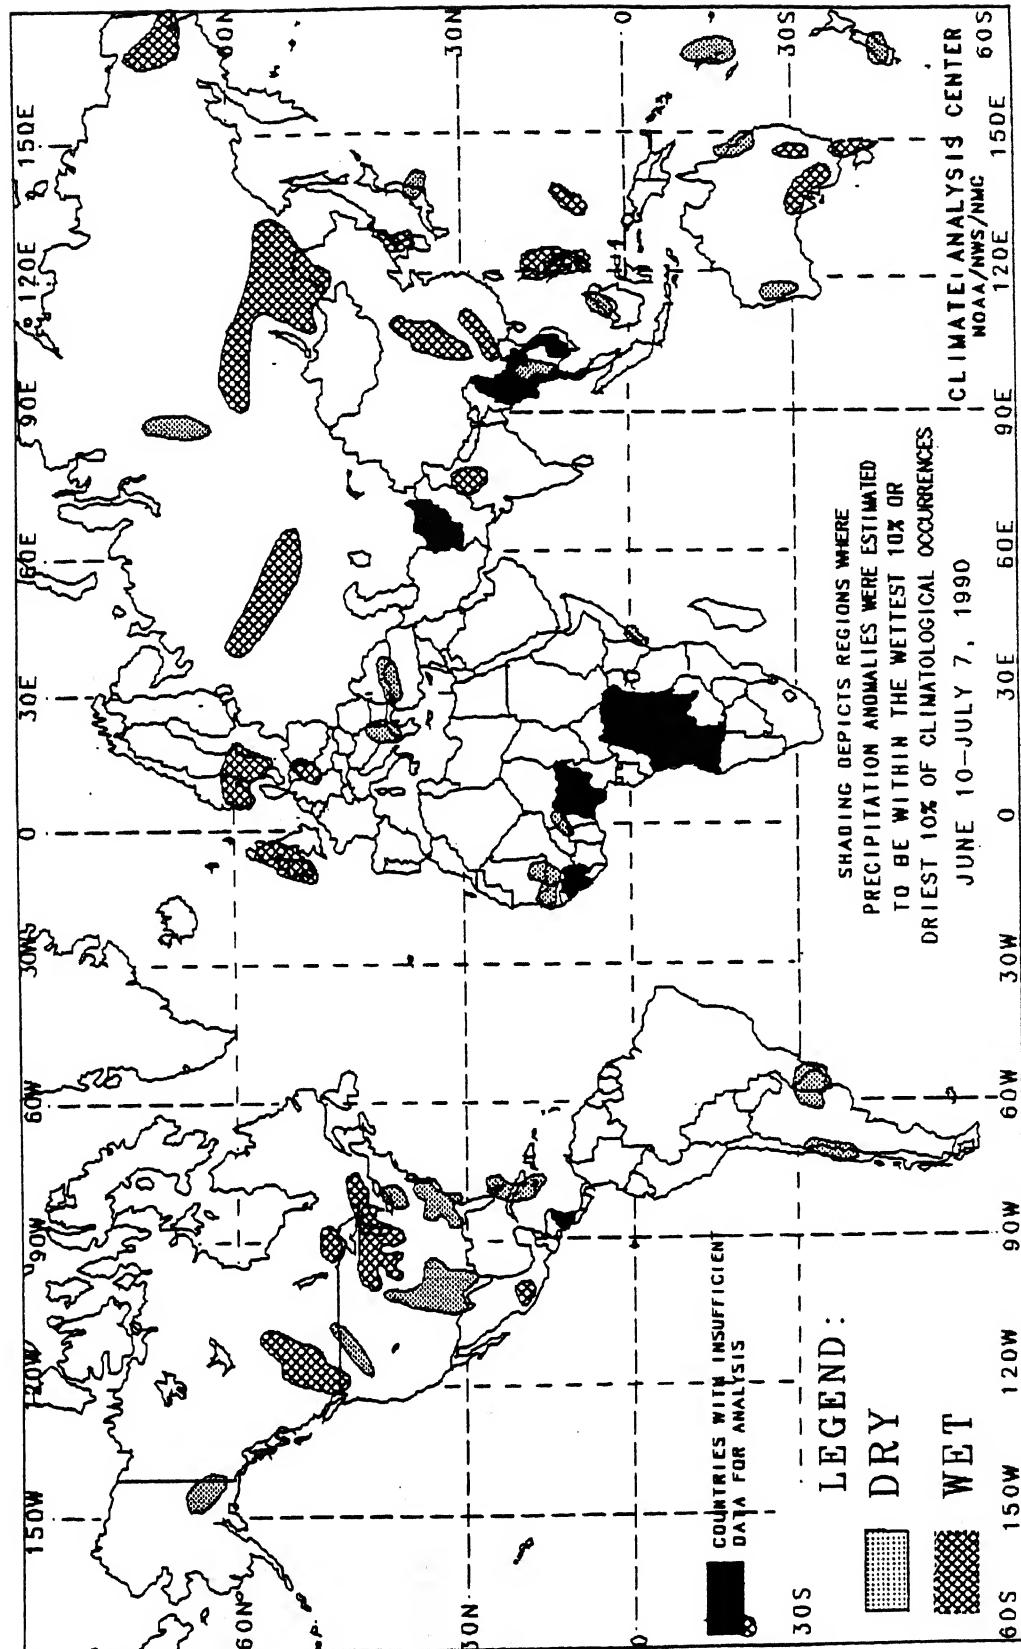 150W
120W
90W
60W
30W
0
30E
60E
90E
120E
150E
60N
60N
30N
30N
0
0
30S
30S
60S
60S
COUNTRIES WITH INSUFFICIENT
DATA FOR ANALYSIS
LEGEND:
DRY
WET
SHADING DEPICTS REGIONS WHERE
PRECIPITATION ANOMALIES WERE ESTIMATED
TO BE WITHIN THE WETTEST 10% OR
DRIEST 10% OF CLIMATOLOGICAL OCCURRENCES
JUNE 10-JULY 7, 1990
CLIMATE ANALYSIS CENTER
NOAA/NWS/NMC
150W
120W
90W
60W
30W
0
30E
60E
90E
120E
150E